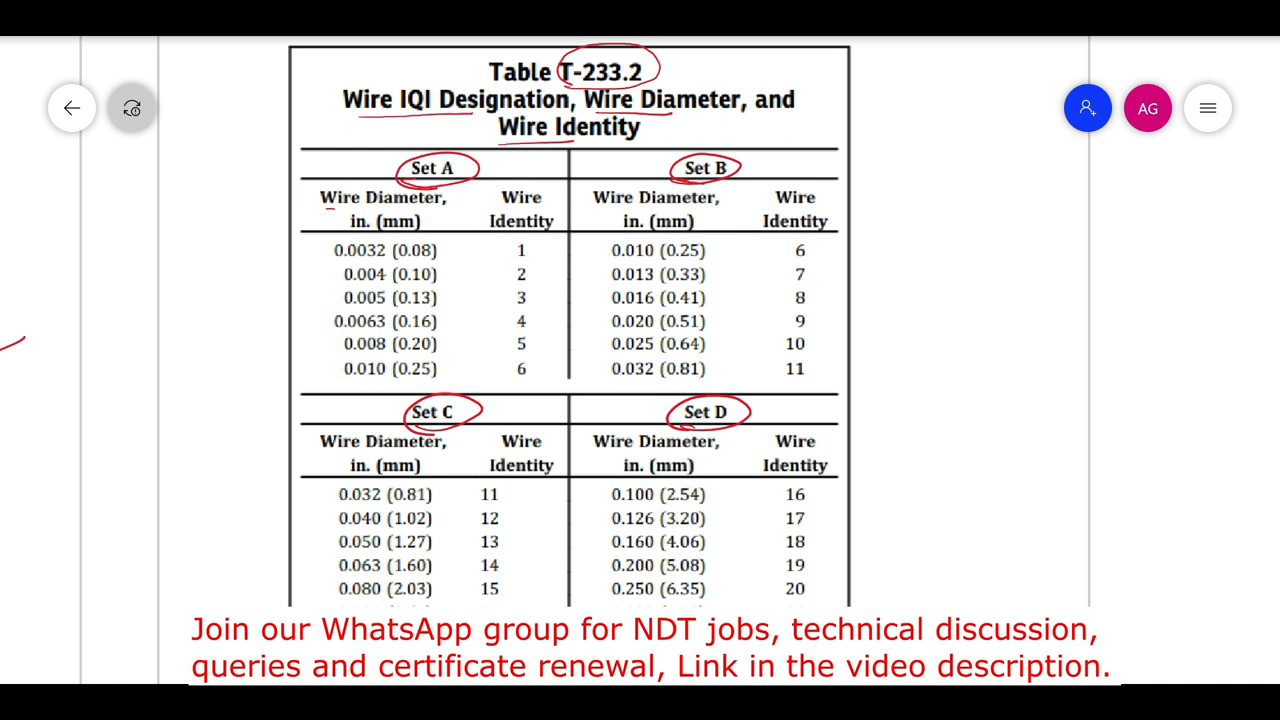 AG
Table T-233.2
Wire IQI Designation, Wire Diameter, and
Wire Identity
Set A Set B
Wire Diameter, Wire Wire Diameter, Wire
in. (mm) Identity in. (mm) Identity
0.0032 (0.08) 1 0.010 (0.25) 6
0.004 (0.10) 2 0.013 (0.33) 7
0.005 (0.13) 3 0.016 (0.41) 8
0.0063 (0.16) 4 0.020 (0.51) 9
0.008 (0.20) 5 0.025 (0.64) 10
0.010 (0.25) 6 0.032 (0.81) 11
Set C Set D
Wire Diameter, Wire Wire Diameter, Wire
in. (mm) Identity in. (mm) Identity
0.032 (0.81) 11 0.100 (2.54) 16
0.040 (1.02) 12 0.126 (3.20) 17
0.050 (1.27) 13 0.160 (4.06) 18
0.063 (1.60) 14 0.200 (5.08) 19
0.080 (2.03) 15 0.250 (6.35) 20
Join our WhatsApp group for NDT jobs, technical discussion,
queries and certificate renewal, Link in the video description.